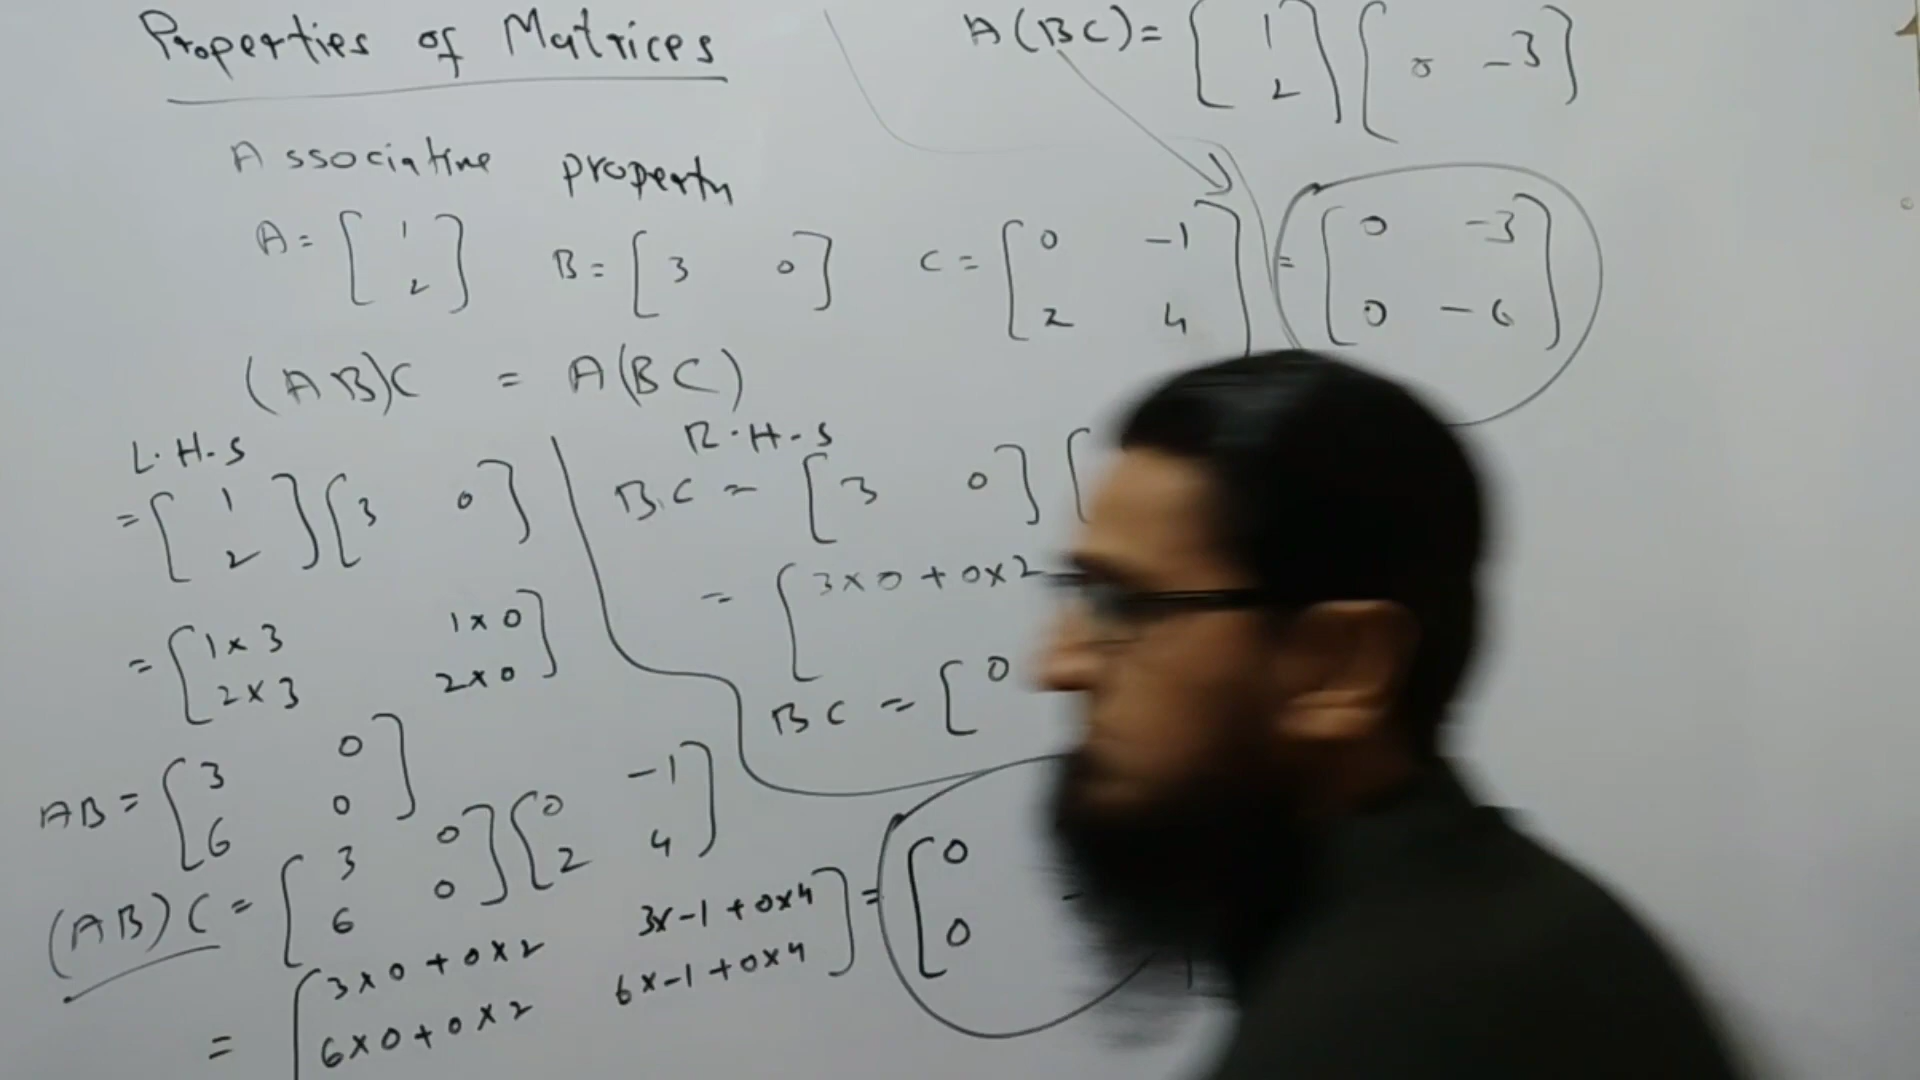 Properties of Matrices
Associative property
A = [ 1
2 ] B = [ 3 0 ] C = [ 0 -1
2 4 ]
(AB)C = A(BC)
L.H.S
= [ 1
2 ] [ 3 0 ]
= [ 1×3 1×0
2×3 2×0 ]
AB = [ 3 0
6 0 ]
(AB)C = [ 3 0
6 0 ] [ 0 -1
2 4 ]
= [ 3×0+0×2 3×-1+0×4
6×0+0×2 6×-1+0×4 ] = [ 0
0
R.H.S
B.C = [ 3 0 ] [
= [ 3×0+0×2
BC = [ 0
A(BC) = [ 1
2 ] [ 0 -3 ]
= [ 0 -3
0 -6 ]